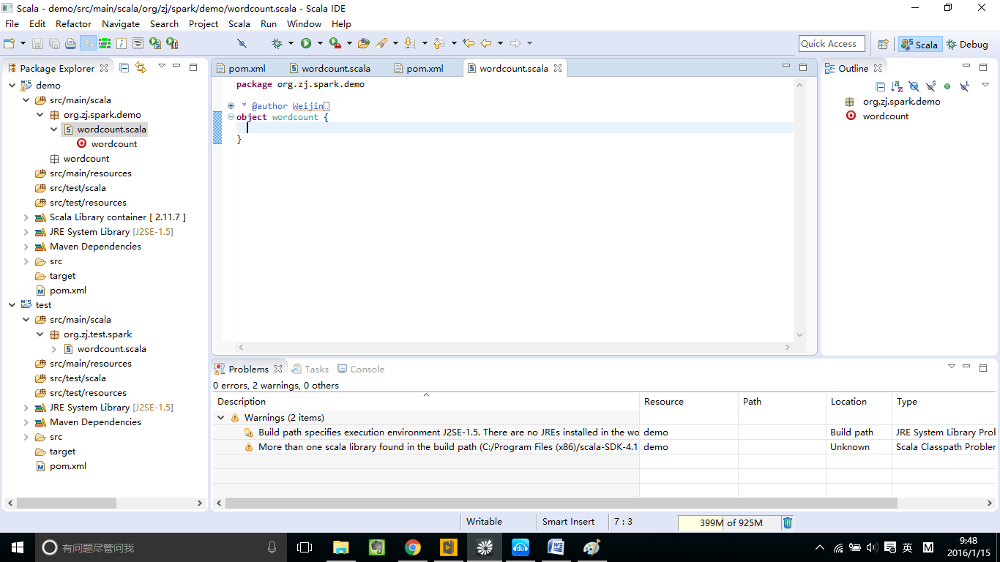 Scala - demo/src/main/scala/org/zj/spark/demo/wordcount.scala - Scala IDE
File Edit Refactor Navigate Search Project Scala Run Window Help
Quick Access Scala Debug
Package Explorer
demo
src/main/scala
org.zj.spark.demo
wordcount.scala
wordcount
wordcount
src/main/resources
src/test/scala
src/test/resources
Scala Library container [ 2.11.7 ]
JRE System Library [J2SE-1.5]
Maven Dependencies
src
target
pom.xml
test
src/main/scala
org.zj.test.spark
wordcount.scala
src/main/resources
src/test/scala
src/test/resources
JRE System Library [J2SE-1.5]
Maven Dependencies
src
target
pom.xml
pom.xml wordcount.scala pom.xml wordcount.scala
package org.zj.spark.demo
* @author Weijin
object wordcount {
}
Outline
org.zj.spark.demo
wordcount
Problems Tasks Console
0 errors, 2 warnings, 0 others
Description Resource Path Location Type
Warnings (2 items)
Build path specifies execution environment J2SE-1.5. There are no JREs installed in the wo demo Build path JRE System Library Prob
More than one scala library found in the build path (C:/Program Files (x86)/scala-SDK-4.1. demo Unknown Scala Classpath Problem
Writable Smart Insert 7 : 3 399M of 925M
有问题尽管问我
英 M
9:48
2016/1/15